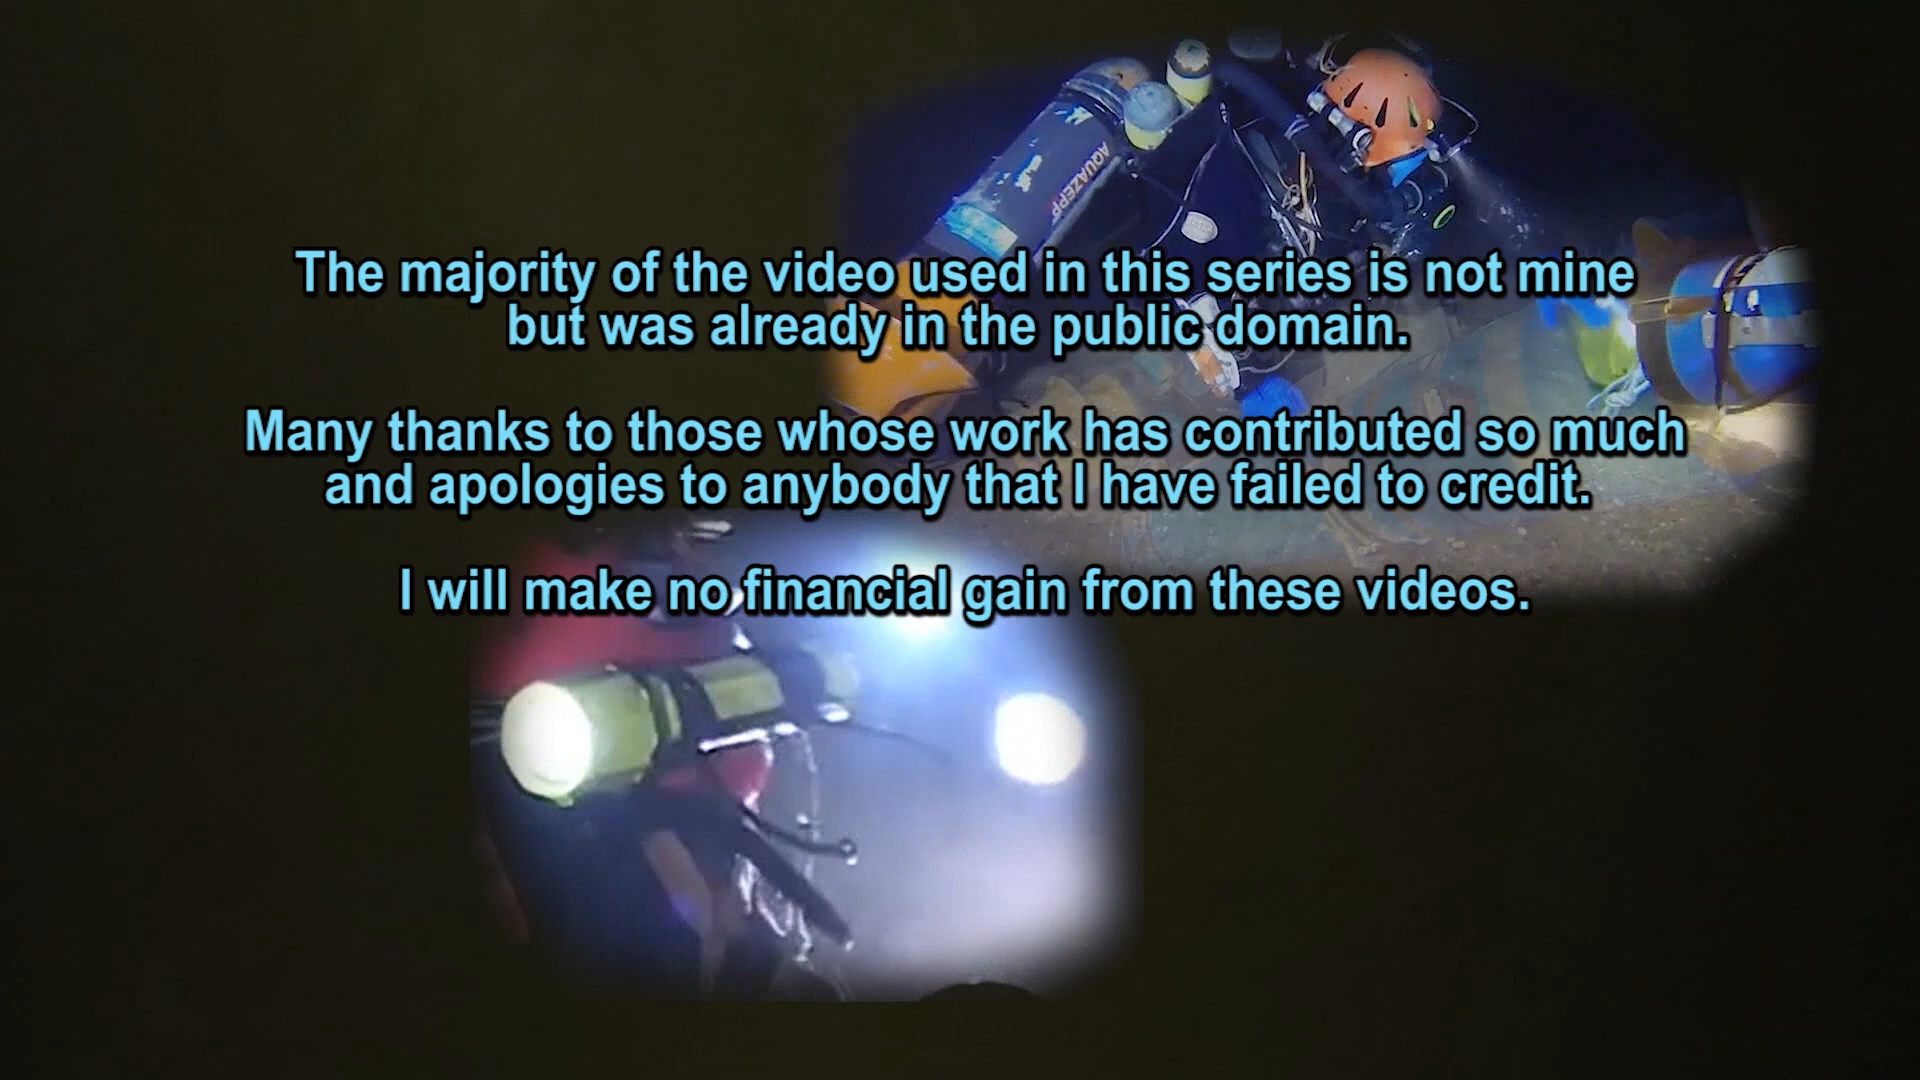 AQUAZEPP
The majority of the video used in this series is not mine
but was already in the public domain.
Many thanks to those whose work has contributed so much
and apologies to anybody that I have failed to credit.
I will make no financial gain from these videos.